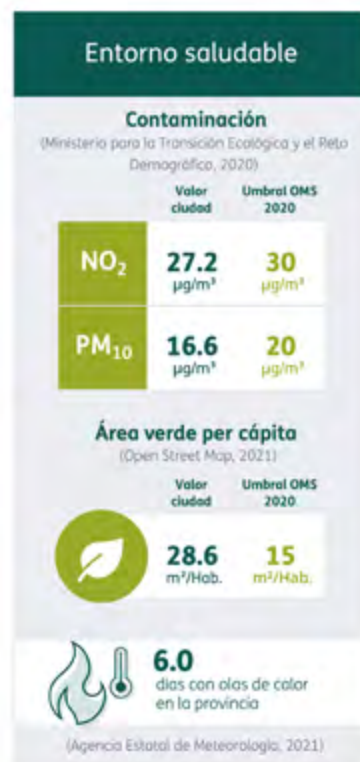 Entorno saludable
Contaminación
(Ministerio para la Transición Ecológica y el Reto
Demográfico, 2020)
Valor
ciudad
Umbral OMS
2020
NO₂
27.2
µg/m³
30
µg/m³
PM₁₀
16.6
µg/m³
20
µg/m³
Área verde per cápita
(Open Street Map, 2021)
Valor
ciudad
Umbral OMS
2020
28.6
m²/Hab.
15
m²/Hab.
6.0
días con olas de calor
en la provincia
(Agencia Estatal de Meteorología, 2021)